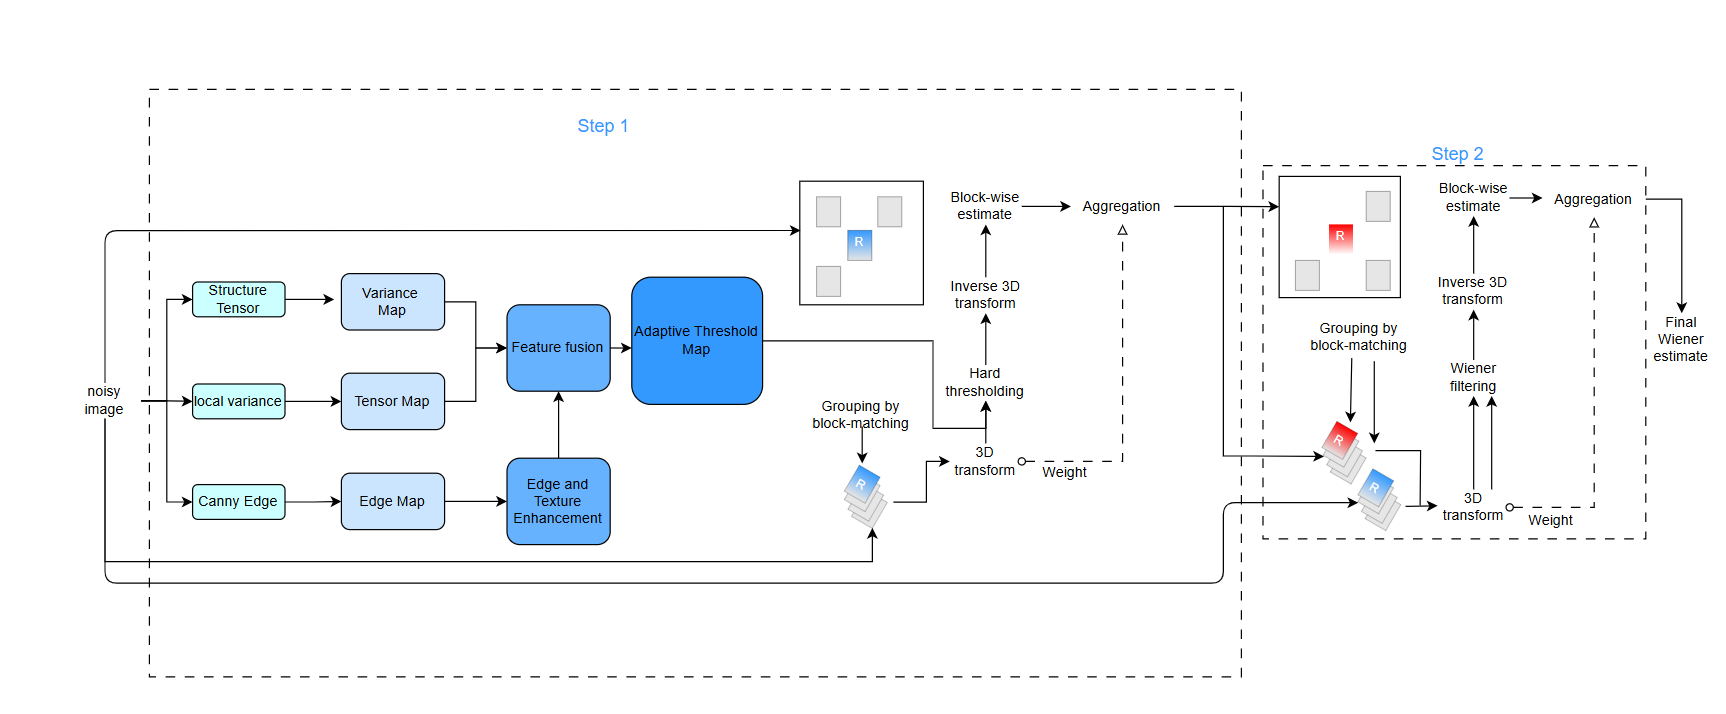 Step 1
Step 2
noisy
image
Structure
Tensor
local variance
Canny Edge
Variance
Map
Tensor Map
Edge Map
Feature fusion
Edge and
Texture
Enhancement
Adaptive Threshold
Map
R
Grouping by
block-matching
R
Block-wise
estimate
Inverse 3D
transform
Hard
thresholding
3D
transform
Weight
Aggregation
R
Grouping by
block-matching
R
R
Block-wise
estimate
Inverse 3D
transform
Wiener
filtering
3D
transform
Weight
Aggregation
Final
Wiener
estimate